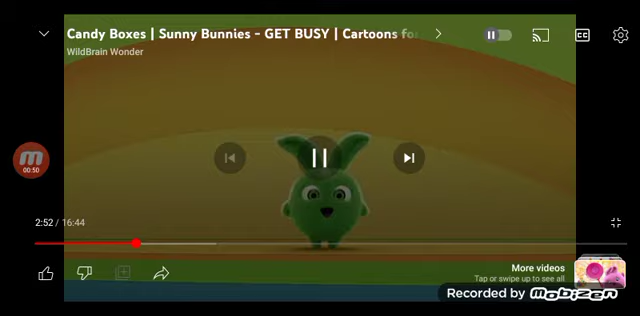 Candy Boxes | Sunny Bunnies - GET BUSY | Cartoons fo
WildBrain Wonder
CC
00:50
2:52 / 16:44
More videos
Tap or swipe up to see all
Recorded by Mobizen